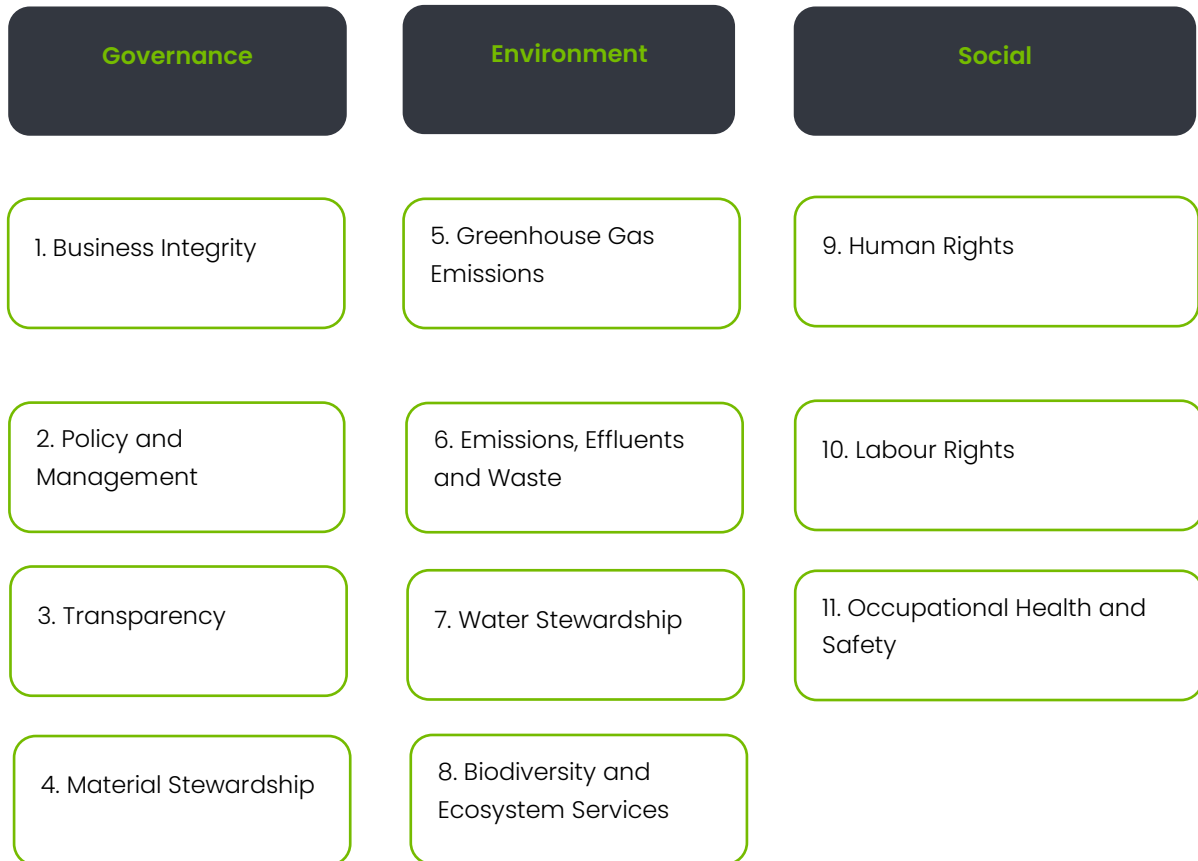 Governance
Environment
Social
1. Business Integrity
5. Greenhouse Gas
Emissions
9. Human Rights
2. Policy and
Management
6. Emissions, Effluents
and Waste
10. Labour Rights
3. Transparency
7. Water Stewardship
11. Occupational Health and
Safety
4. Material Stewardship
8. Biodiversity and
Ecosystem Services